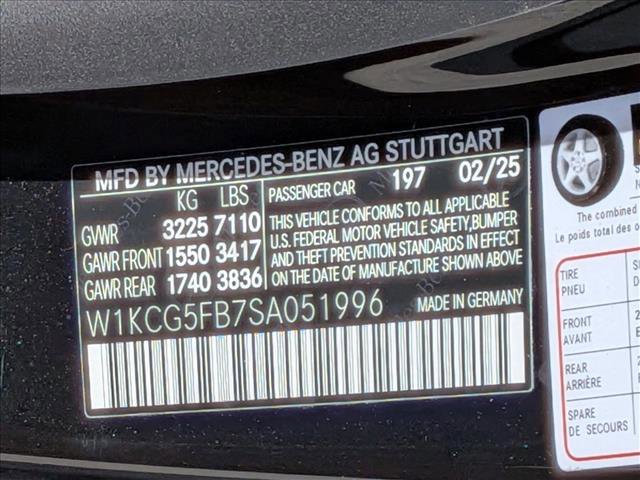 MFD BY MERCEDES-BENZ AG STUTTGART
KG LBS
GVWR 3225 7110
GAWR FRONT 1550 3417
GAWR REAR 1740 3836
PASSENGER CAR 197 02/25
THIS VEHICLE CONFORMS TO ALL APPLICABLE
U.S. FEDERAL MOTOR VEHICLE SAFETY, BUMPER
AND THEFT PREVENTION STANDARDS IN EFFECT
ON THE DATE OF MANUFACTURE SHOWN ABOVE
W1KCG5FB7SA051996 MADE IN GERMANY
The combined
Le poids total des
TIRE
PNEU
FRONT
AVANT
REAR
ARRIÈRE
SPARE
DE SECOURS